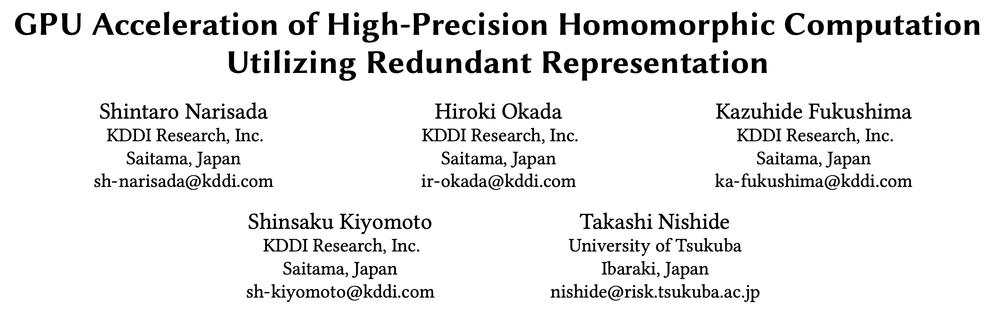 GPU Acceleration of High-Precision Homomorphic Computation
Utilizing Redundant Representation
Shintaro Narisada
KDDI Research, Inc.
Saitama, Japan
sh-narisada@kddi.com
Hiroki Okada
KDDI Research, Inc.
Saitama, Japan
ir-okada@kddi.com
Kazuhide Fukushima
KDDI Research, Inc.
Saitama, Japan
ka-fukushima@kddi.com
Shinsaku Kiyomoto
KDDI Research, Inc.
Saitama, Japan
sh-kiyomoto@kddi.com
Takashi Nishide
University of Tsukuba
Ibaraki, Japan
nishide@risk.tsukuba.ac.jp